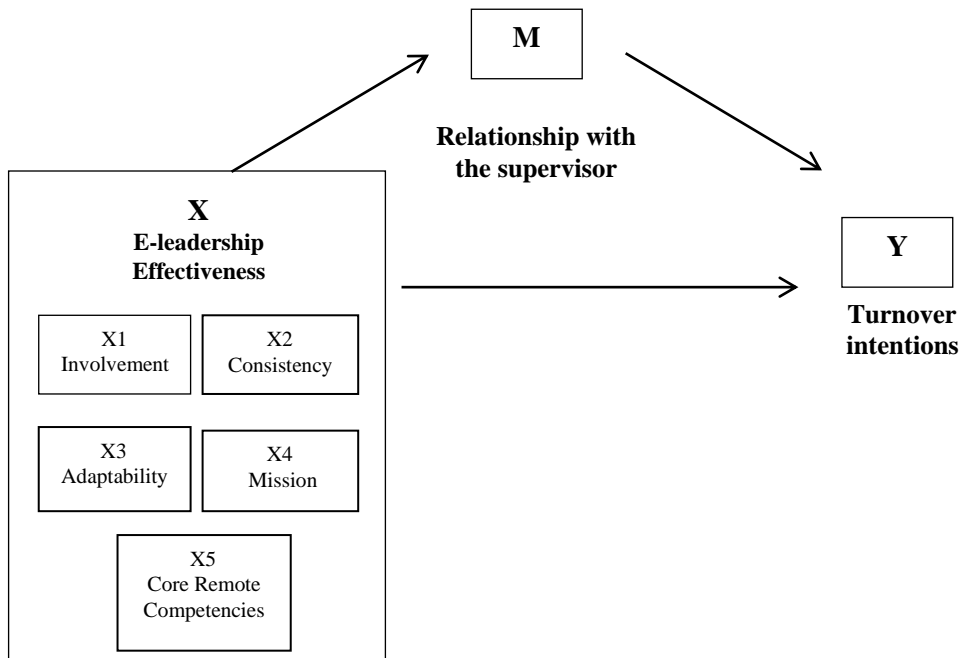 M
Relationship with
the supervisor
X
E-leadership
Effectiveness
Y
Turnover
intentions
X1
Involvement
X2
Consistency
X3
Adaptability
X4
Mission
X5
Core Remote
Competencies